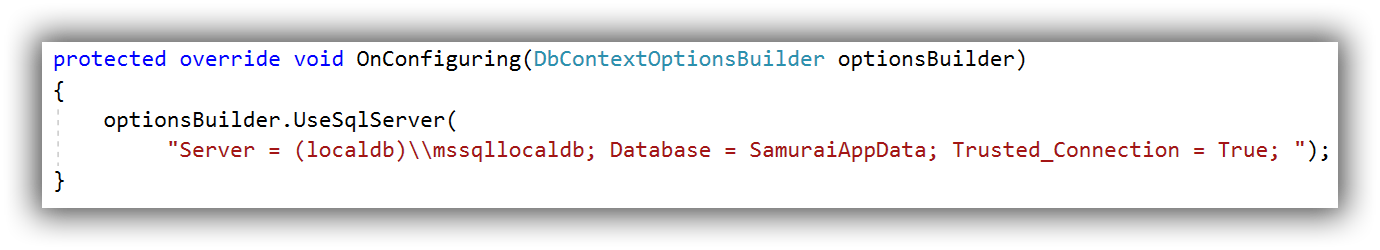 protected override void OnConfiguring(DbContextOptionsBuilder optionsBuilder)
{
optionsBuilder.UseSqlServer(
"Server = (localdb)\\mssqllocaldb; Database = SamuraiAppData; Trusted_Connection = True; ");
}